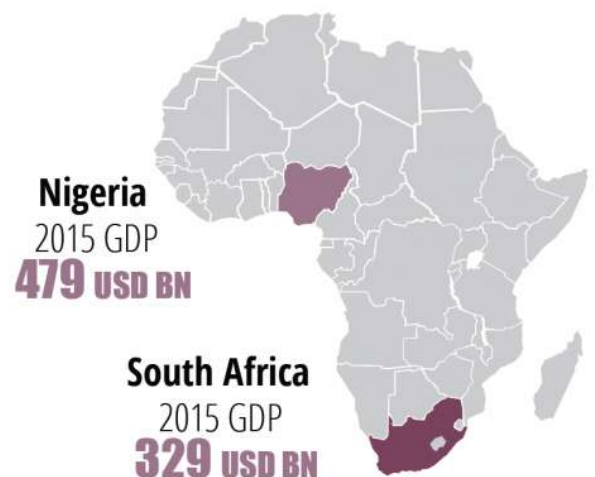 Nigeria
2015 GDP
479 USD BN
South Africa
2015 GDP
329 USD BN